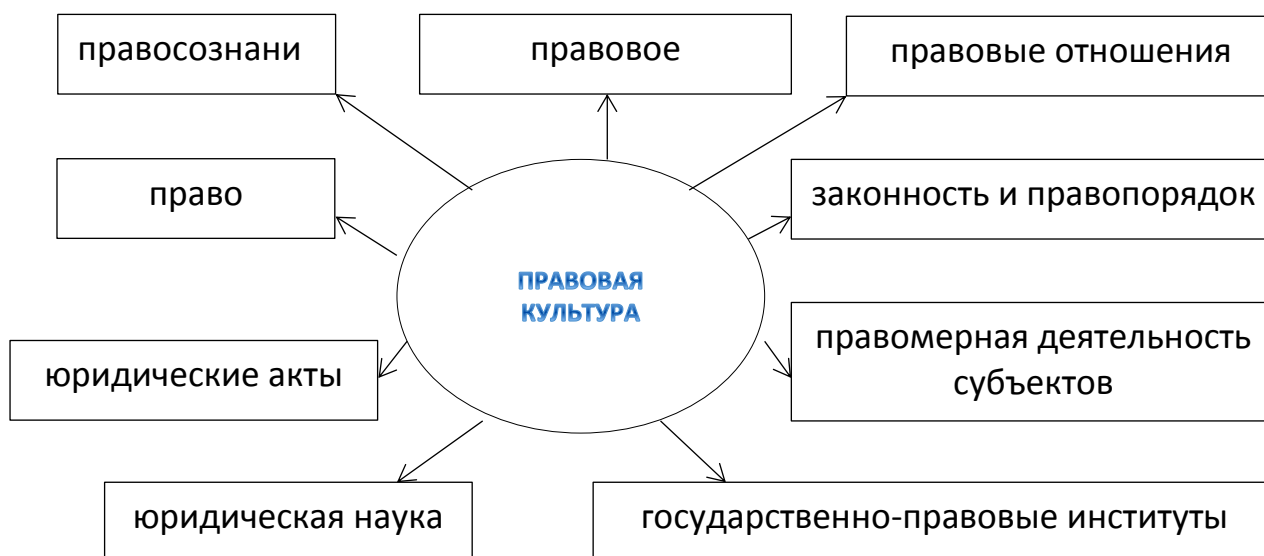 правосознани
правовое
правовые отношения
право
законность и правопорядок
ПРАВОВАЯ
КУЛЬТУРА
юридические акты
правомерная деятельность
субъектов
юридическая наука
государственно-правовые институты